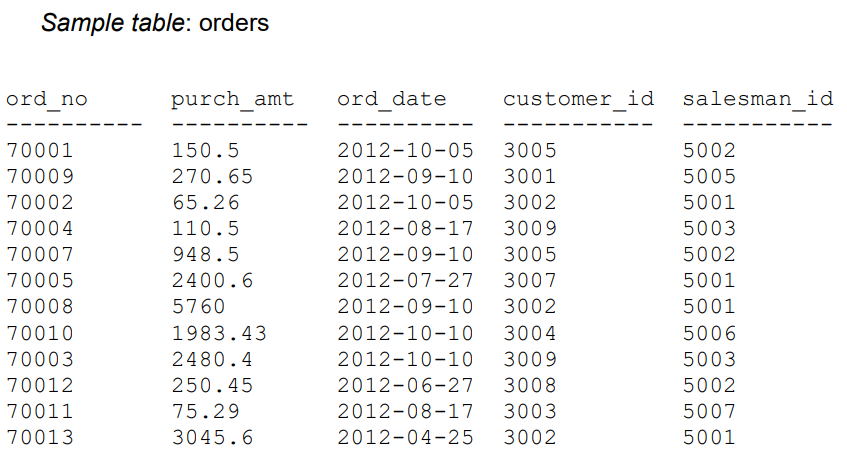 Sample table: orders
ord_no purch_amt ord_date customer_id salesman_id
---------- ---------- ---------- ----------- -----------
70001 150.5 2012-10-05 3005 5002
70009 270.65 2012-09-10 3001 5005
70002 65.26 2012-10-05 3002 5001
70004 110.5 2012-08-17 3009 5003
70007 948.5 2012-09-10 3005 5002
70005 2400.6 2012-07-27 3007 5001
70008 5760 2012-09-10 3002 5001
70010 1983.43 2012-10-10 3004 5006
70003 2480.4 2012-10-10 3009 5003
70012 250.45 2012-06-27 3008 5002
70011 75.29 2012-08-17 3003 5007
70013 3045.6 2012-04-25 3002 5001